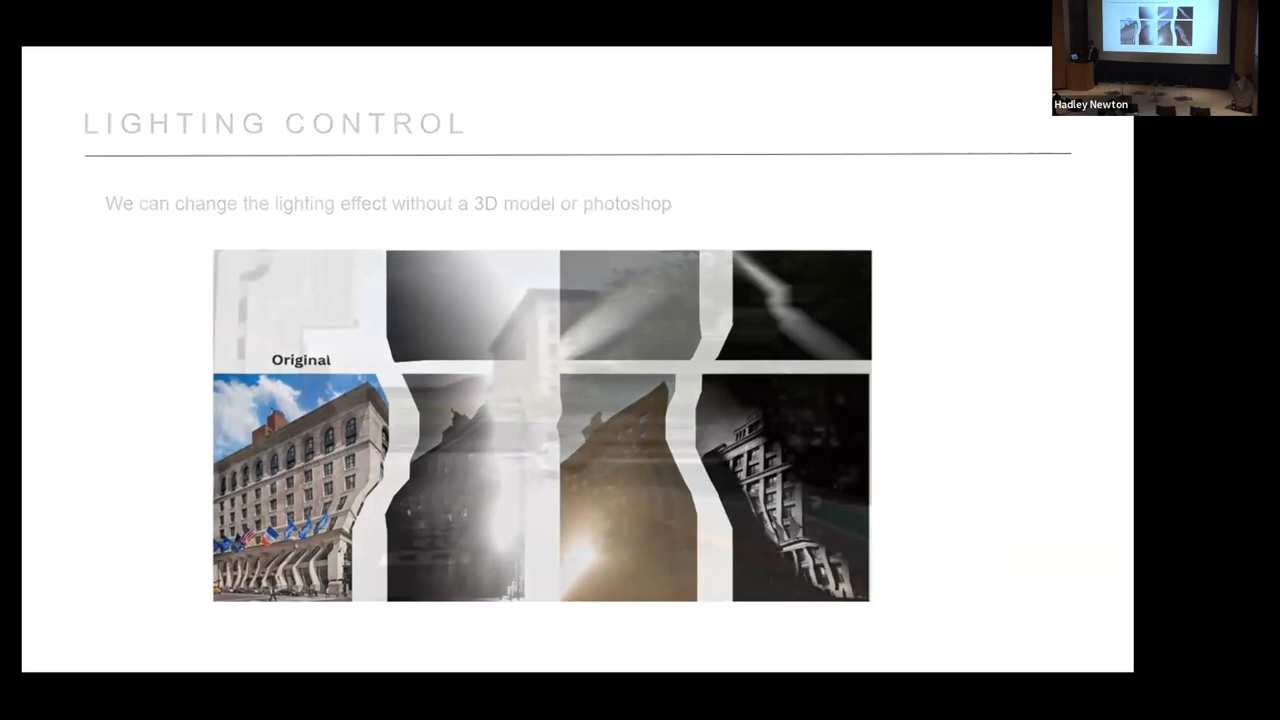 Hadley Newton
LIGHTING CONTROL
We can change the lighting effect without a 3D model or photoshop
Original